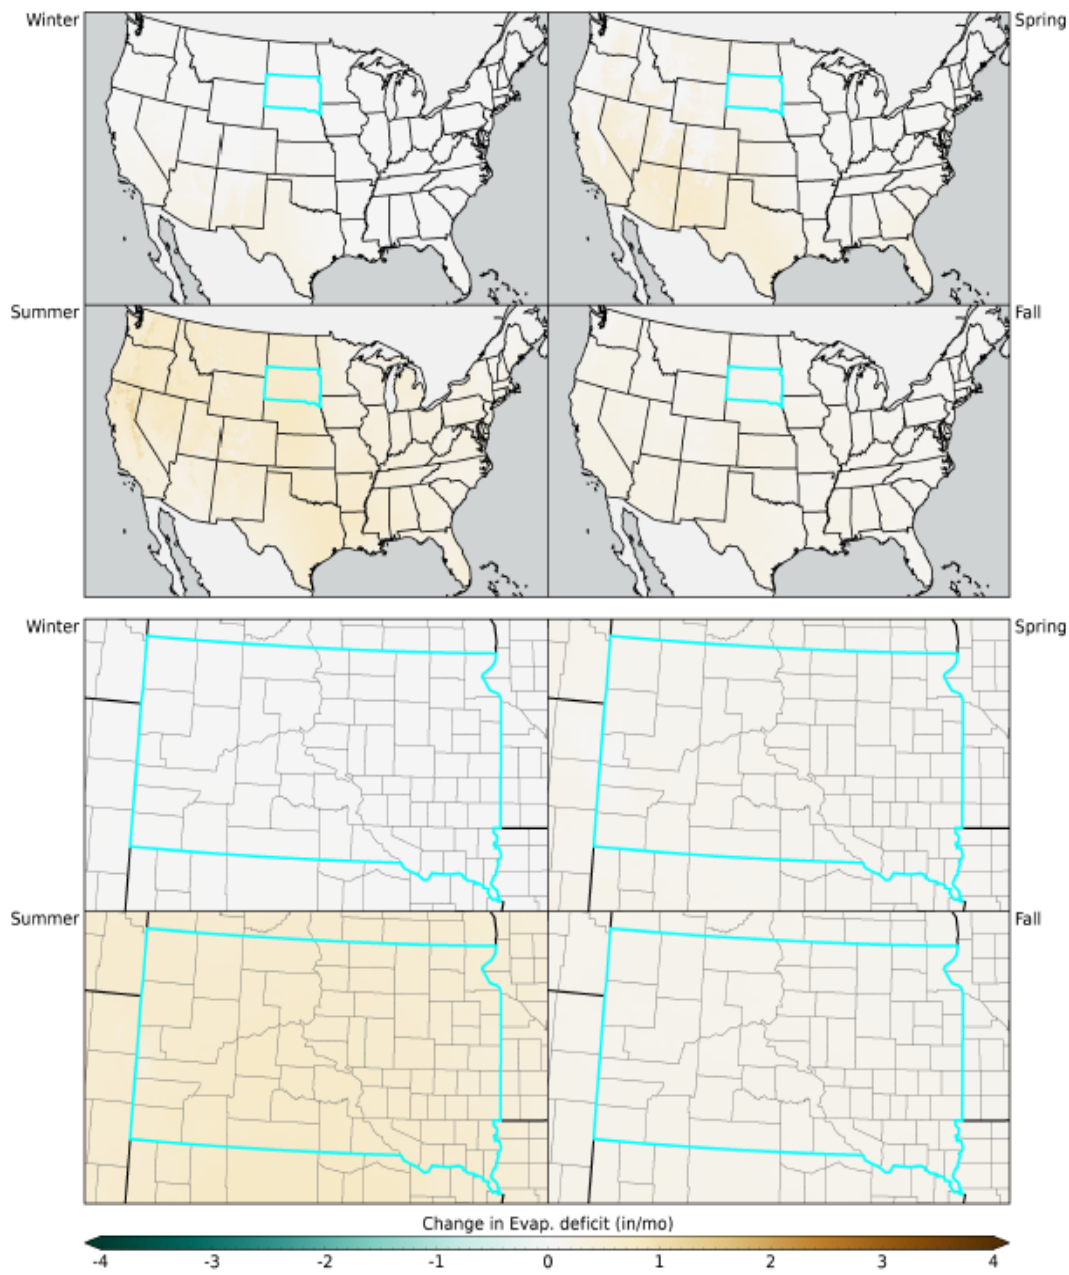 Winter
Spring
Summer
Fall
Winter
Spring
Summer
Fall
Change in Evap. deficit (in/mo)
-4 -3 -2 -1 0 1 2 3 4